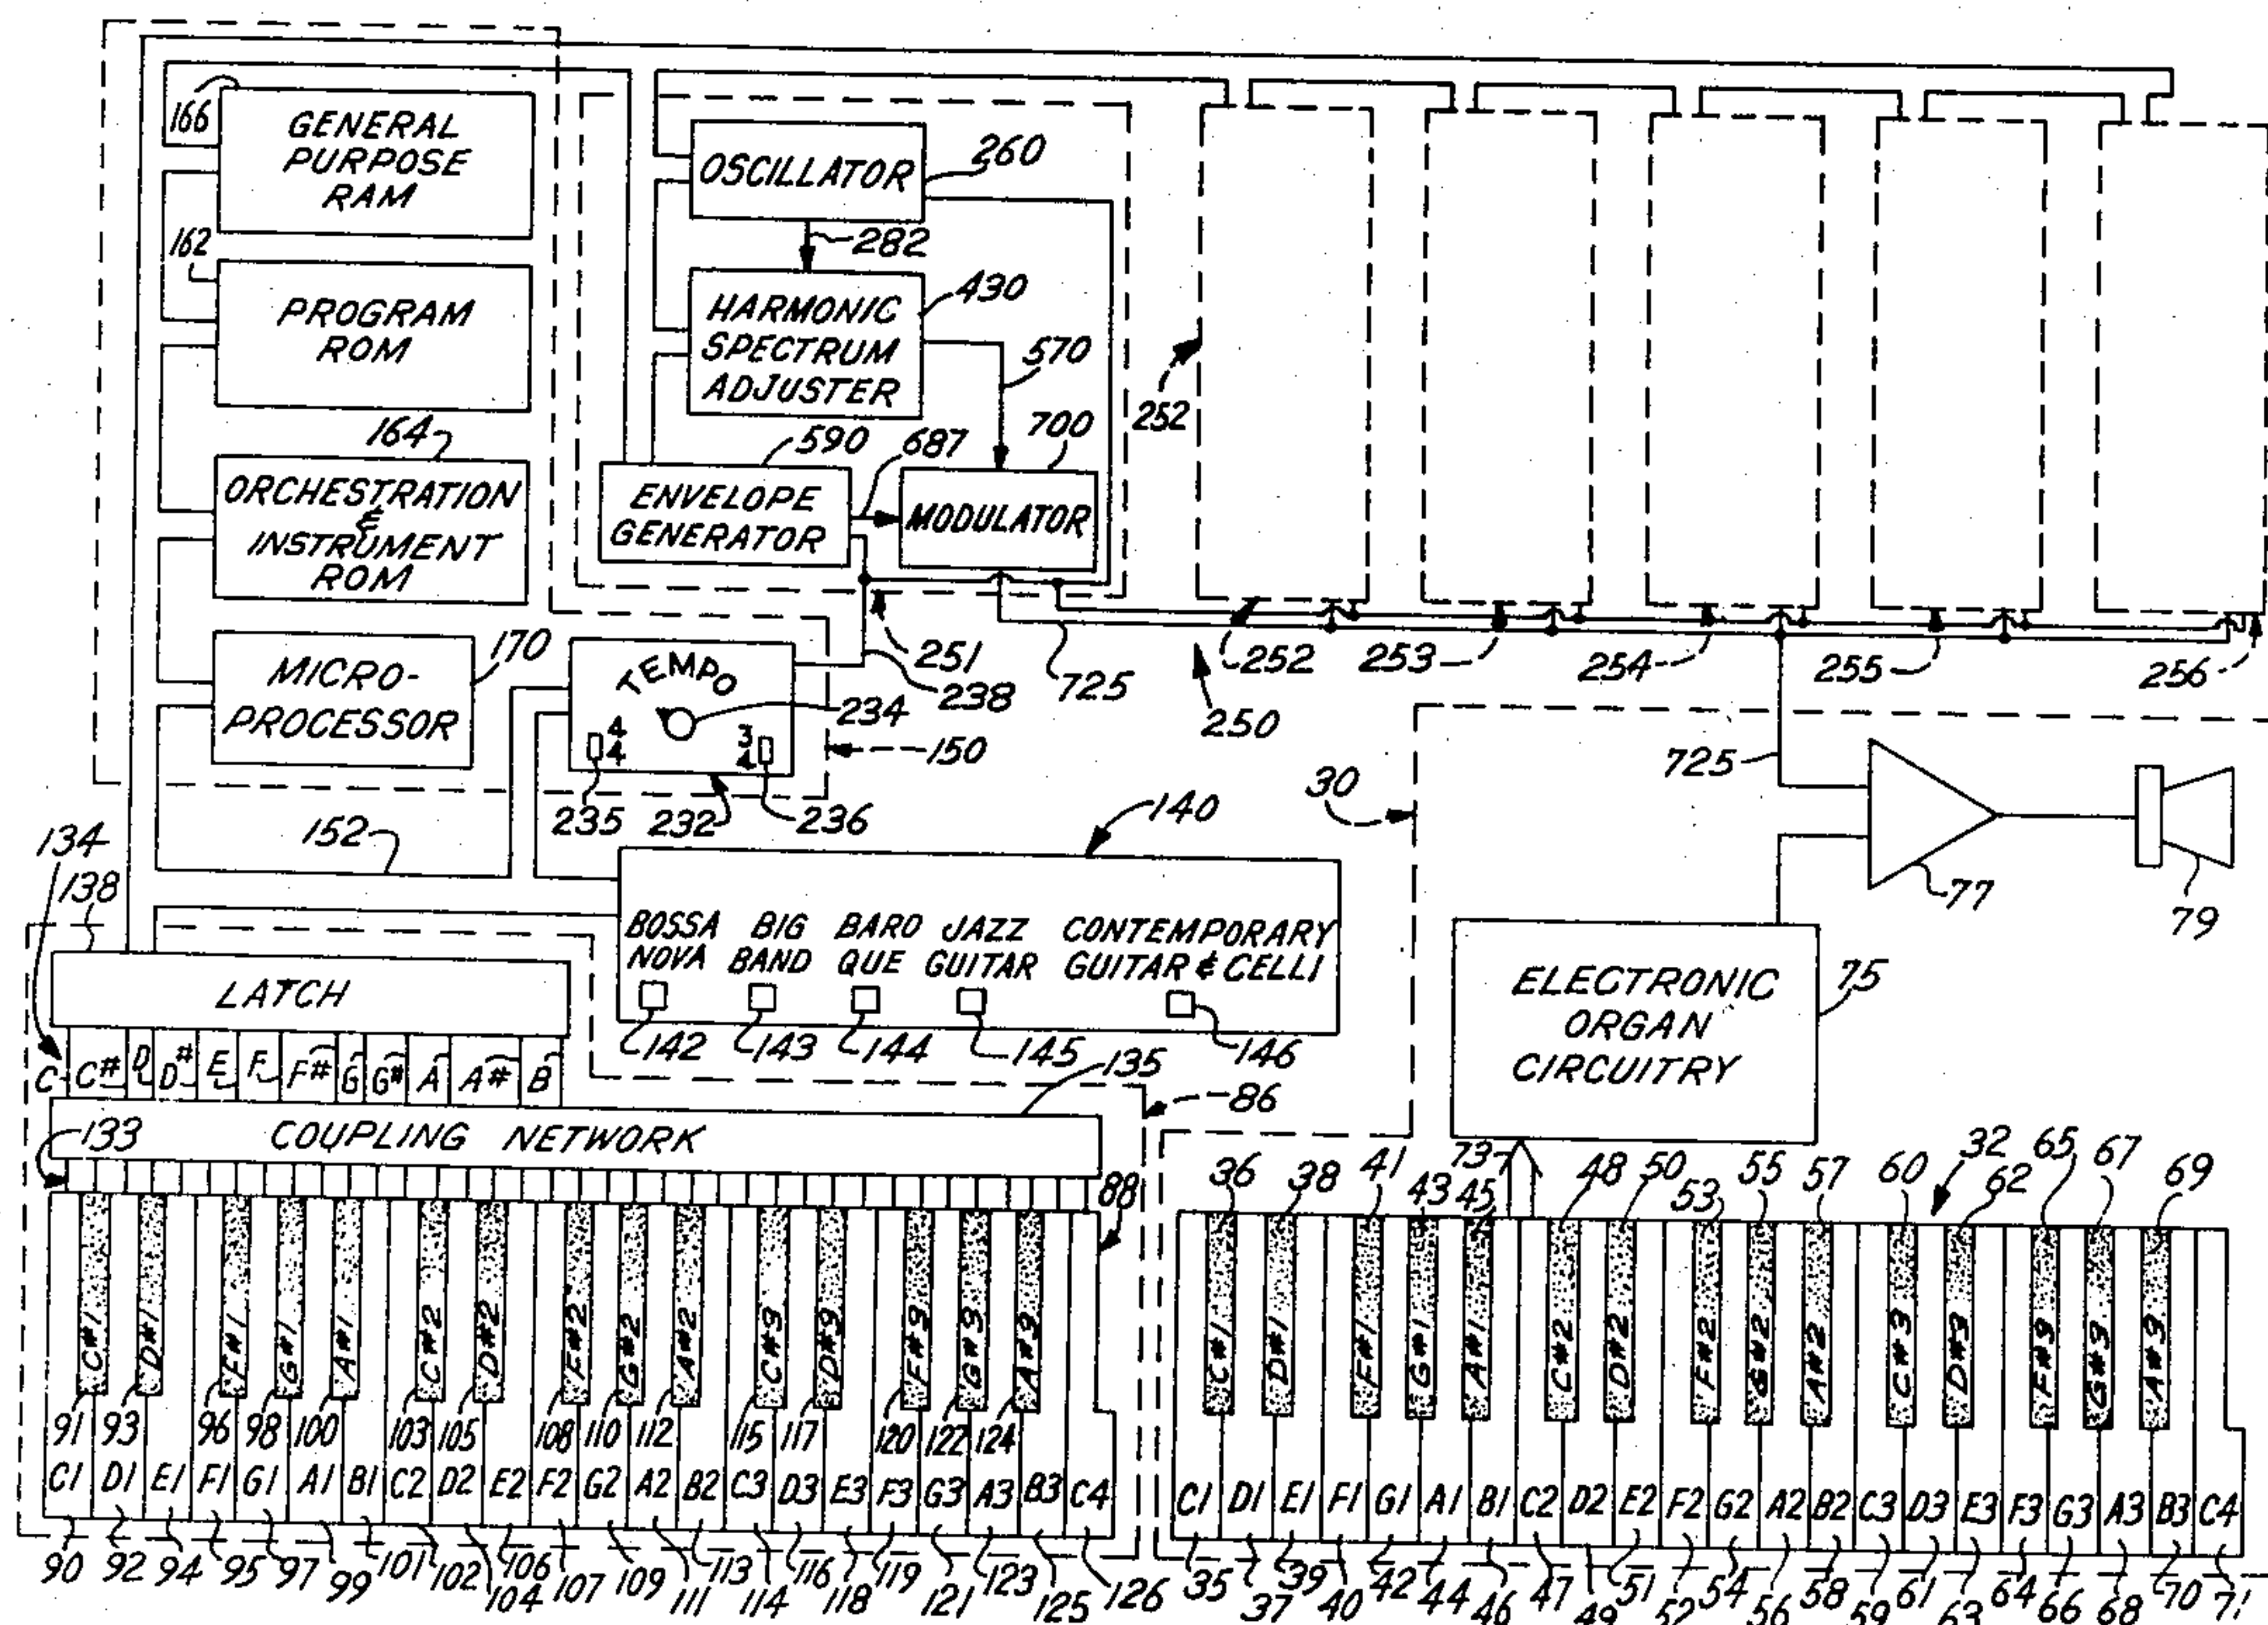 166
GENERAL
PURPOSE
RAM
162
PROGRAM
ROM
164
ORCHESTRATION
&
INSTRUMENT
ROM
170
MICRO-
PROCESSOR
OSCILLATOR
260
282
HARMONIC
SPECTRUM
ADJUSTER
430
570
590
687
700
ENVELOPE
GENERATOR
MODULATOR
252
251
238
725
250
252
253
254
255
256
TEMPO
234
4
4
3
4
150
235
232
236
152
134
138
140
30
725
77
79
BOSSA
NOVA
BIG
BAND
BARO
QUE
JAZZ
GUITAR
CONTEMPORARY
GUITAR & CELLI
142
143
144
145
146
LATCH
C
C#
D
D#
E
F
F#
G
G#
A
A#
B
135
86
133
COUPLING NETWORK
88
ELECTRONIC
ORGAN
CIRCUITRY
75
73
36
38
41
43
45
48
50
53
55
57
60
32
62
65
67
69
C#1 D#1 F#1 G#1 A#1 C#2 D#2 F#2 G#2 A#2 C#3 D#3 F#3 G#3 A#3
91 93 96 98 100 103 105 108 110 112 115 117 120 122 124
C1 D1 E1 F1 G1 A1 B1 C2 D2 E2 F2 G2 A2 B2 C3 D3 E3 F3 G3 A3 B3 C4
90 92 94 95 97 99 101 102 104 106 107 109 111 113 114 116 118 119 121 123 125 126
C#1 D#1 F#1 G#1 A#1 C#2 D#2 F#2 G#2 A#2 C#3 D#3 F#3 G#3 A#3
C1 D1 E1 F1 G1 A1 B1 C2 D2 E2 F2 G2 A2 B2 C3 D3 E3 F3 G3 A3 B3 C4
35 37 39 40 42 44 46 47 49 51 52 54 56 58 59 61 63 64 66 68 70 71